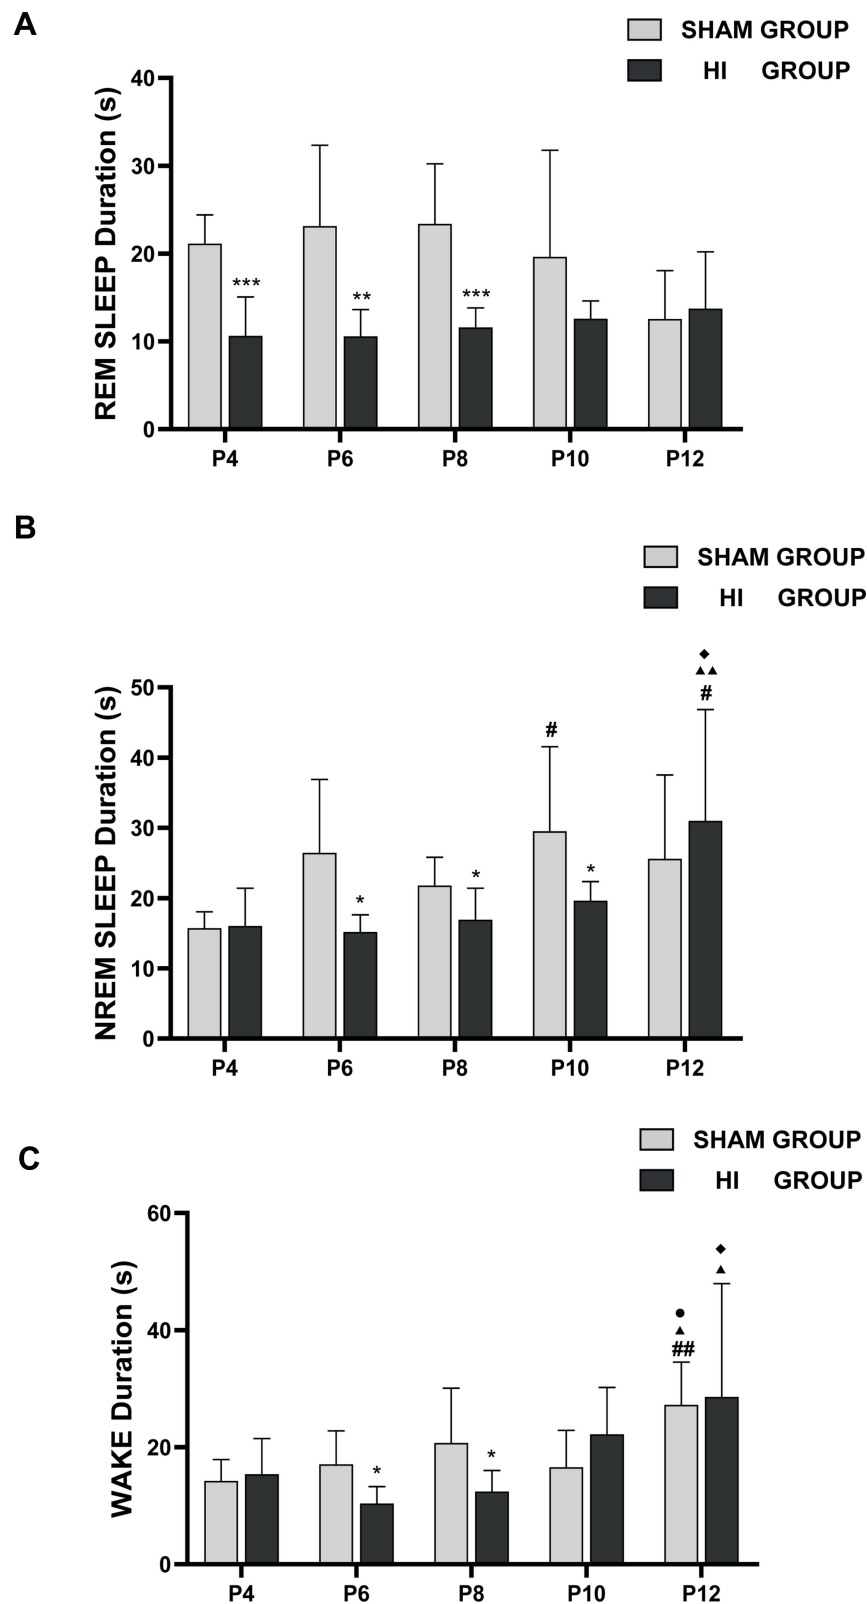 A
SHAM GROUP
HI GROUP
REM SLEEP Duration (s)
40
30
20
10
0
***
**
***
P4 P6 P8 P10 P12
B
SHAM GROUP
HI GROUP
NREM SLEEP Duration (s)
50
40
30
20
10
0
*
*
#
*
◆
▲▲
#
P4 P6 P8 P10 P12
C
SHAM GROUP
HI GROUP
WAKE Duration (s)
60
40
20
0
*
*
●
▲
##
◆
▲
P4 P6 P8 P10 P12